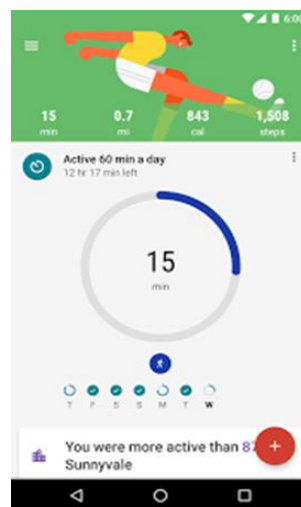 6:00
15 0.7 843 1,508
min mi cal steps
Active 60 min a day
12 hr 17 min left
15
min
T F S S M T W
You were more active than
Sunnyvale